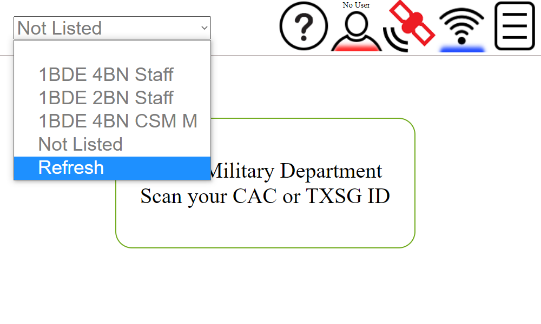 Not Listed
No User
?
1BDE 4BN Staff
1BDE 2BN Staff
1BDE 4BN CSM M
Not Listed
Refresh
Military Department
Scan your CAC or TXSG ID